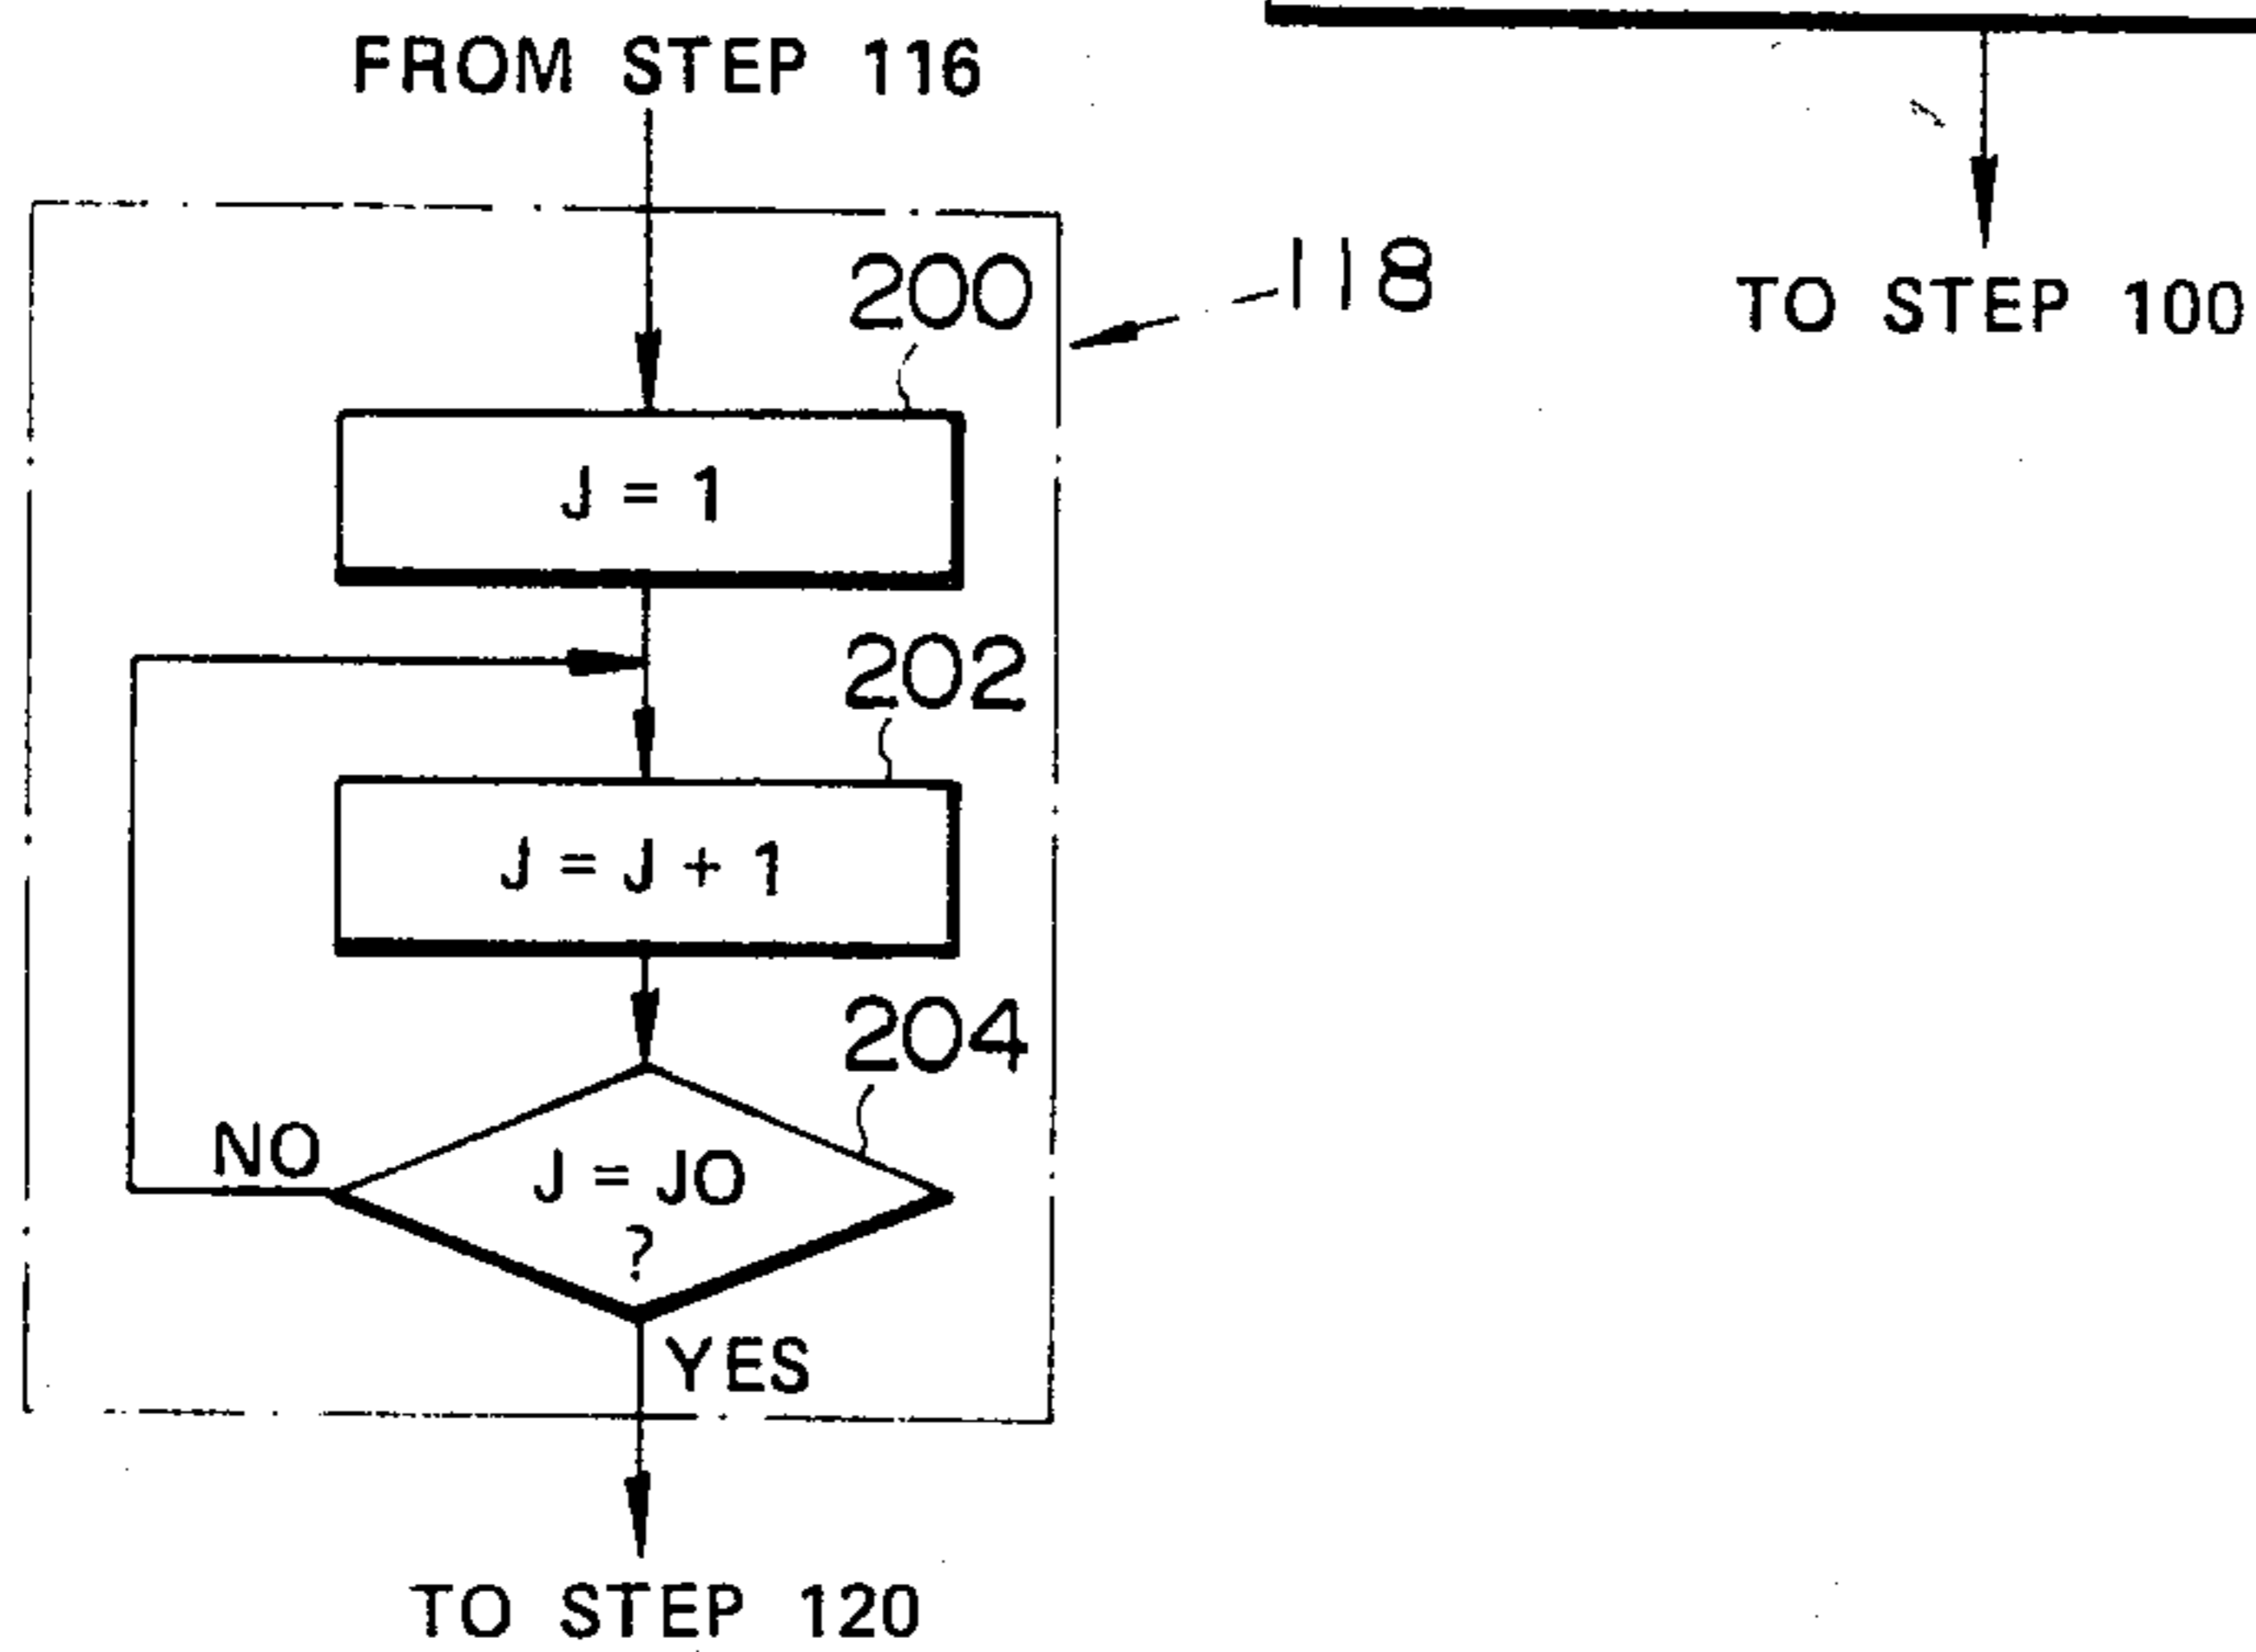 FROM STEP 116
200
118
TO STEP 100
J = 1
202
J = J + 1
204
NO
J = JO
?
YES
TO STEP 120